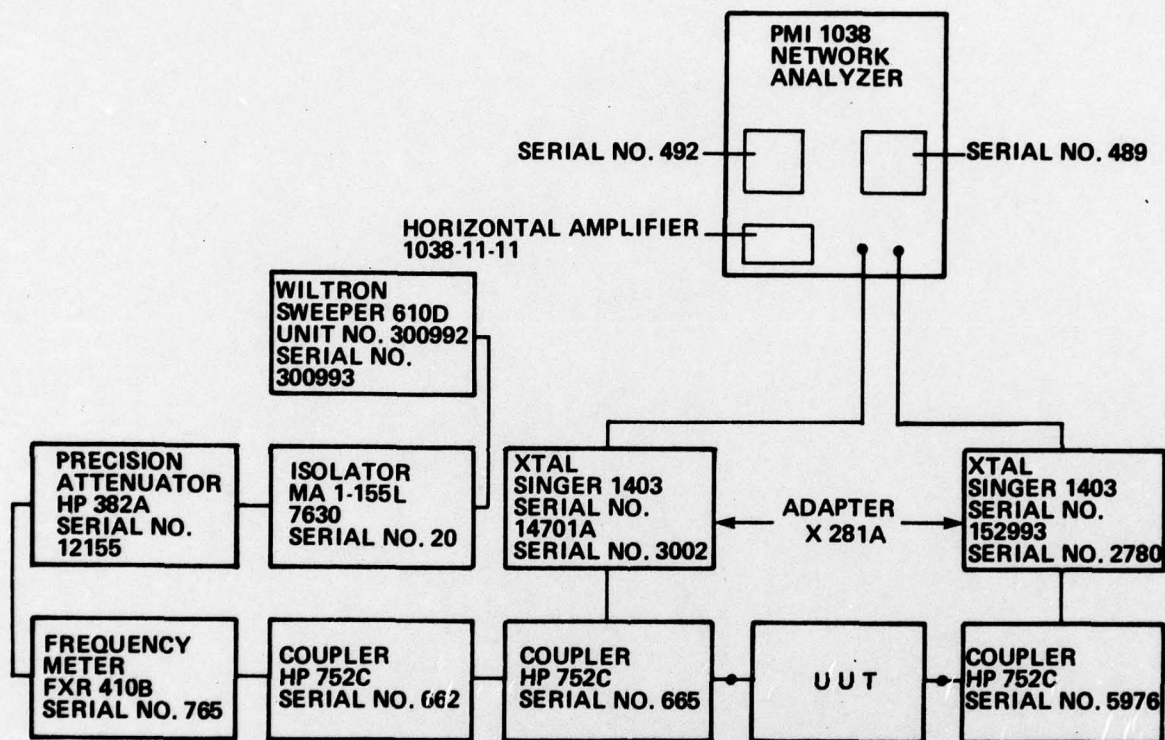 PMI 1038
NETWORK
ANALYZER
SERIAL NO. 492
SERIAL NO. 489
HORIZONTAL AMPLIFIER
1038-11-11
WILTRON
SWEEPER 610D
UNIT NO. 300992
SERIAL NO.
300993
PRECISION
ATTENUATOR
HP 382A
SERIAL NO.
12155
ISOLATOR
MA 1-155L
7630
SERIAL NO. 20
XTAL
SINGER 1403
SERIAL NO.
14701A
SERIAL NO. 3002
ADAPTER
X 281A
XTAL
SINGER 1403
SERIAL NO.
152993
SERIAL NO. 2780
FREQUENCY
METER
FXR 410B
SERIAL NO. 765
COUPLER
HP 752C
SERIAL NO. 662
COUPLER
HP 752C
SERIAL NO. 665
UUT
COUPLER
HP 752C
SERIAL NO. 5976